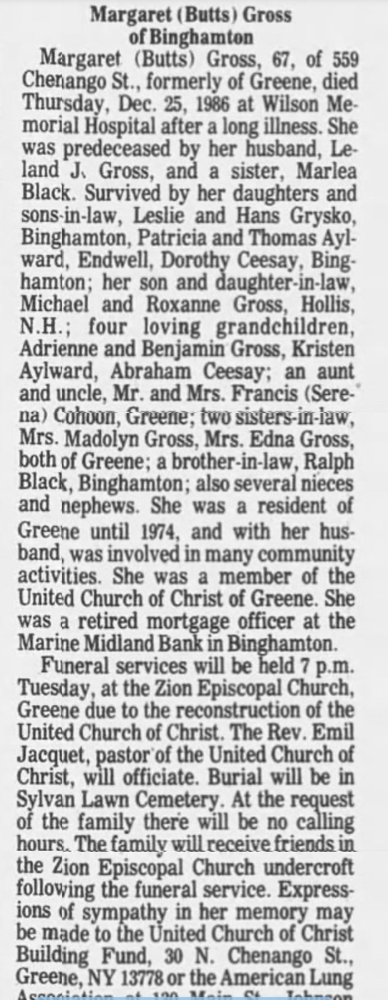 Margaret (Butts) Gross
of Binghamton
Margaret (Butts) Gross, 67, of 559
Chenango St., formerly of Greene, died
Thursday, Dec. 25, 1986 at Wilson Me-
morial Hospital after a long illness. She
was predeceased by her husband, Le-
land J. Gross, and a sister, Marlea
Black. Survived by her daughters and
sons-in-law, Leslie and Hans Grysko,
Binghamton, Patricia and Thomas Ayl-
ward, Endwell, Dorothy Ceesay, Bing-
hamton; her son and daughter-in-law,
Michael and Roxanne Gross, Hollis,
N.H.; four loving grandchildren,
Adrienne and Benjamin Gross, Kristen
Aylward, Abraham Ceesay; an aunt
and uncle, Mr. and Mrs. Francis (Sere-
na) Cohoon, Greene; two sisters-in-law,
Mrs. Madolyn Gross, Mrs. Edna Gross,
both of Greene; a brother-in-law, Ralph
Black, Binghamton; also several nieces
and nephews. She was a resident of
Greene until 1974, and with her hus-
band, was involved in many community
activities. She was a member of the
United Church of Christ of Greene. She
was a retired mortgage officer at the
Marine Midland Bank in Binghamton.
Funeral services will be held 7 p.m.
Tuesday, at the Zion Episcopal Church,
Greene due to the reconstruction of the
United Church of Christ. The Rev. Emil
Jacquet, pastor of the United Church of
Christ, will officiate. Burial will be in
Sylvan Lawn Cemetery. At the request
of the family there will be no calling
hours. The family will receive friends in
the Zion Episcopal Church undercroft
following the funeral service. Express-
ions of sympathy in her memory may
be made to the United Church of Christ
Building Fund, 30 N. Chenango St.,
Greene, NY 13778 or the American Lung
Association at Main St., Johnson